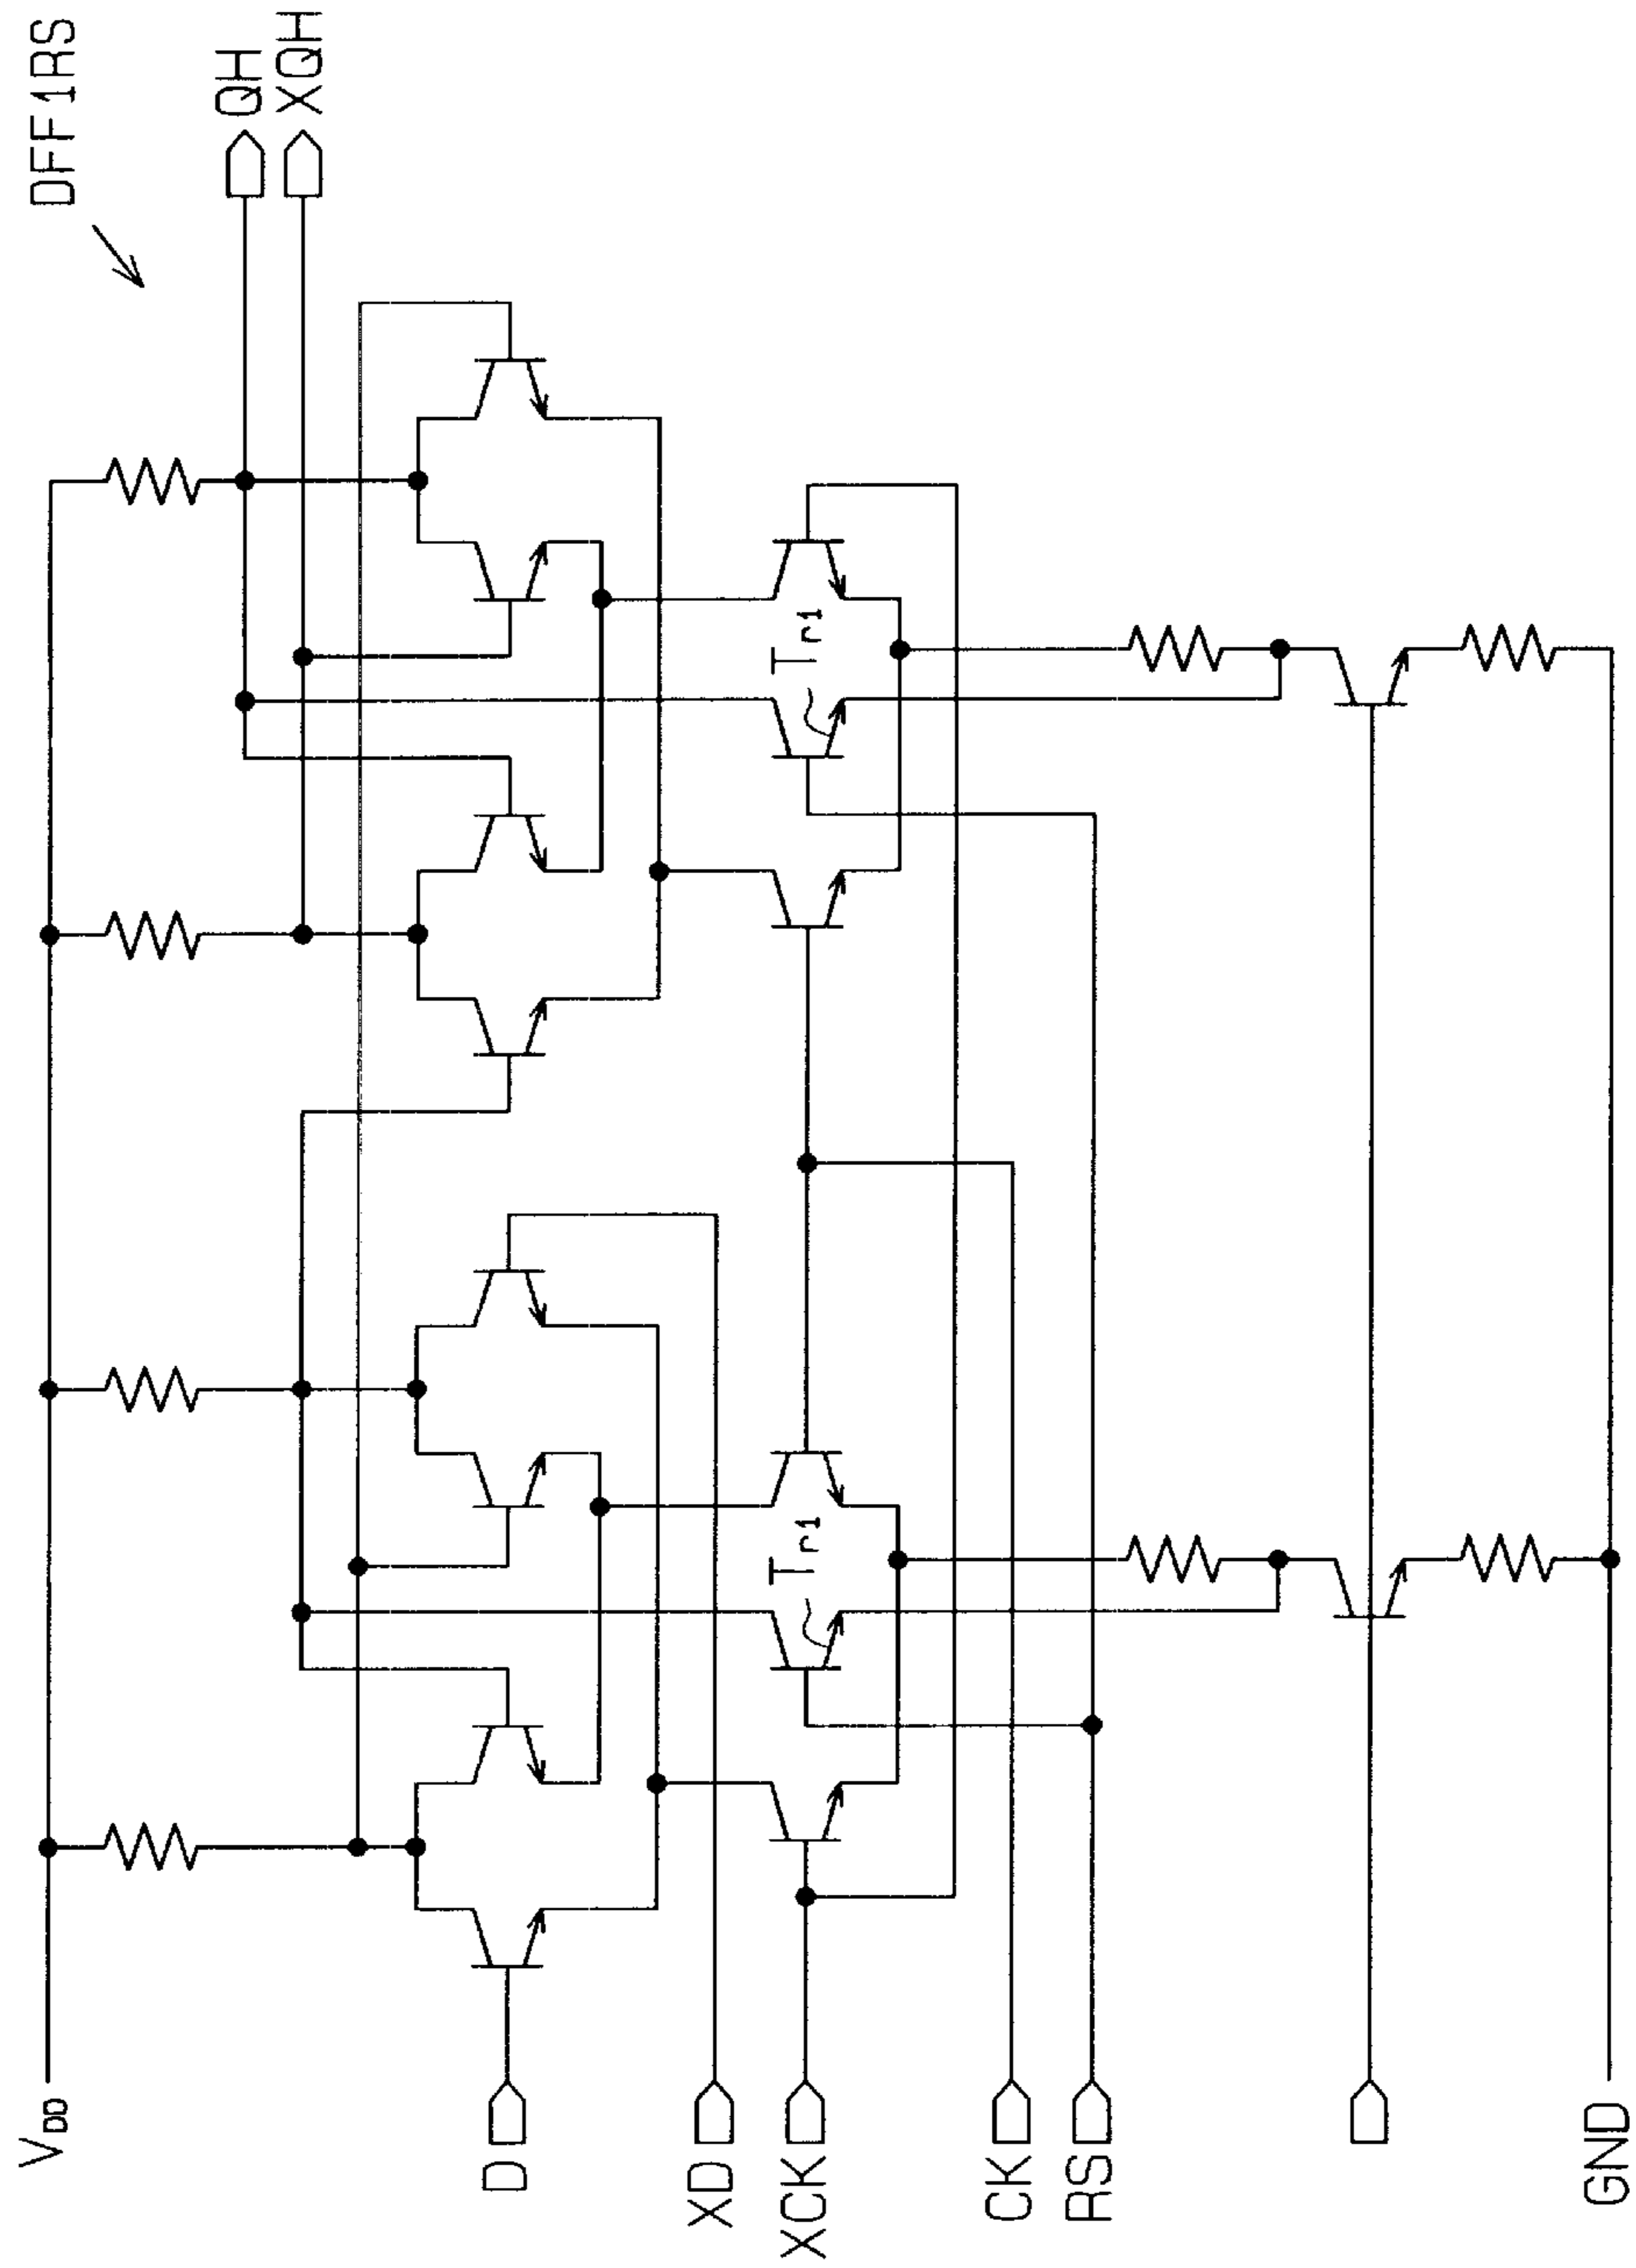 DFF1RS
QH
XQH
Tr1
Tr1
VDD
D
XD
XCK
CK
RS
GND